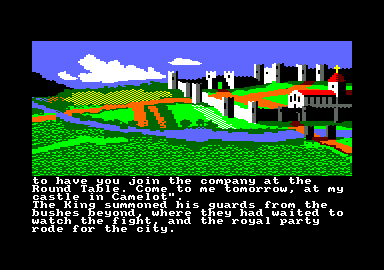 to have you join the company at the
Round Table. Come to me tomorrow, at my
castle in Camelot".
The King summoned his guards from the
bushes beyond, where they had waited to
watch the fight, and the royal party
rode for the city.